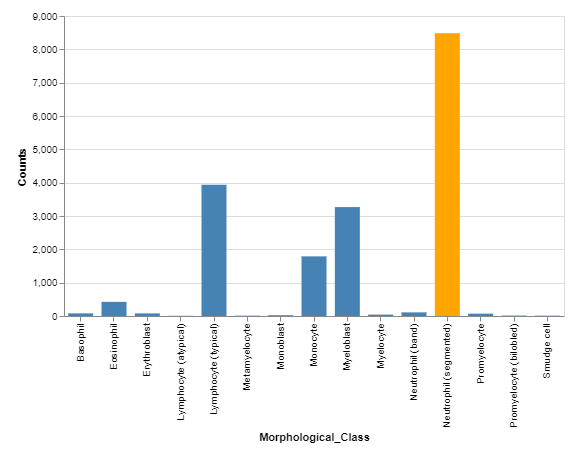 9,000
8,000
7,000
6,000
5,000
4,000
3,000
2,000
1,000
0
Counts
Basophil
Eosinophil
Erythroblast
Lymphocyte (atypical)
Lymphocyte (typical)
Metamyelocyte
Monoblast
Monocyte
Myeloblast
Myelocyte
Neutrophil (band)
Neutrophil (segmented)
Promyelocyte
Promyelocyte (bilobed)
Smudge cell
Morphological_Class